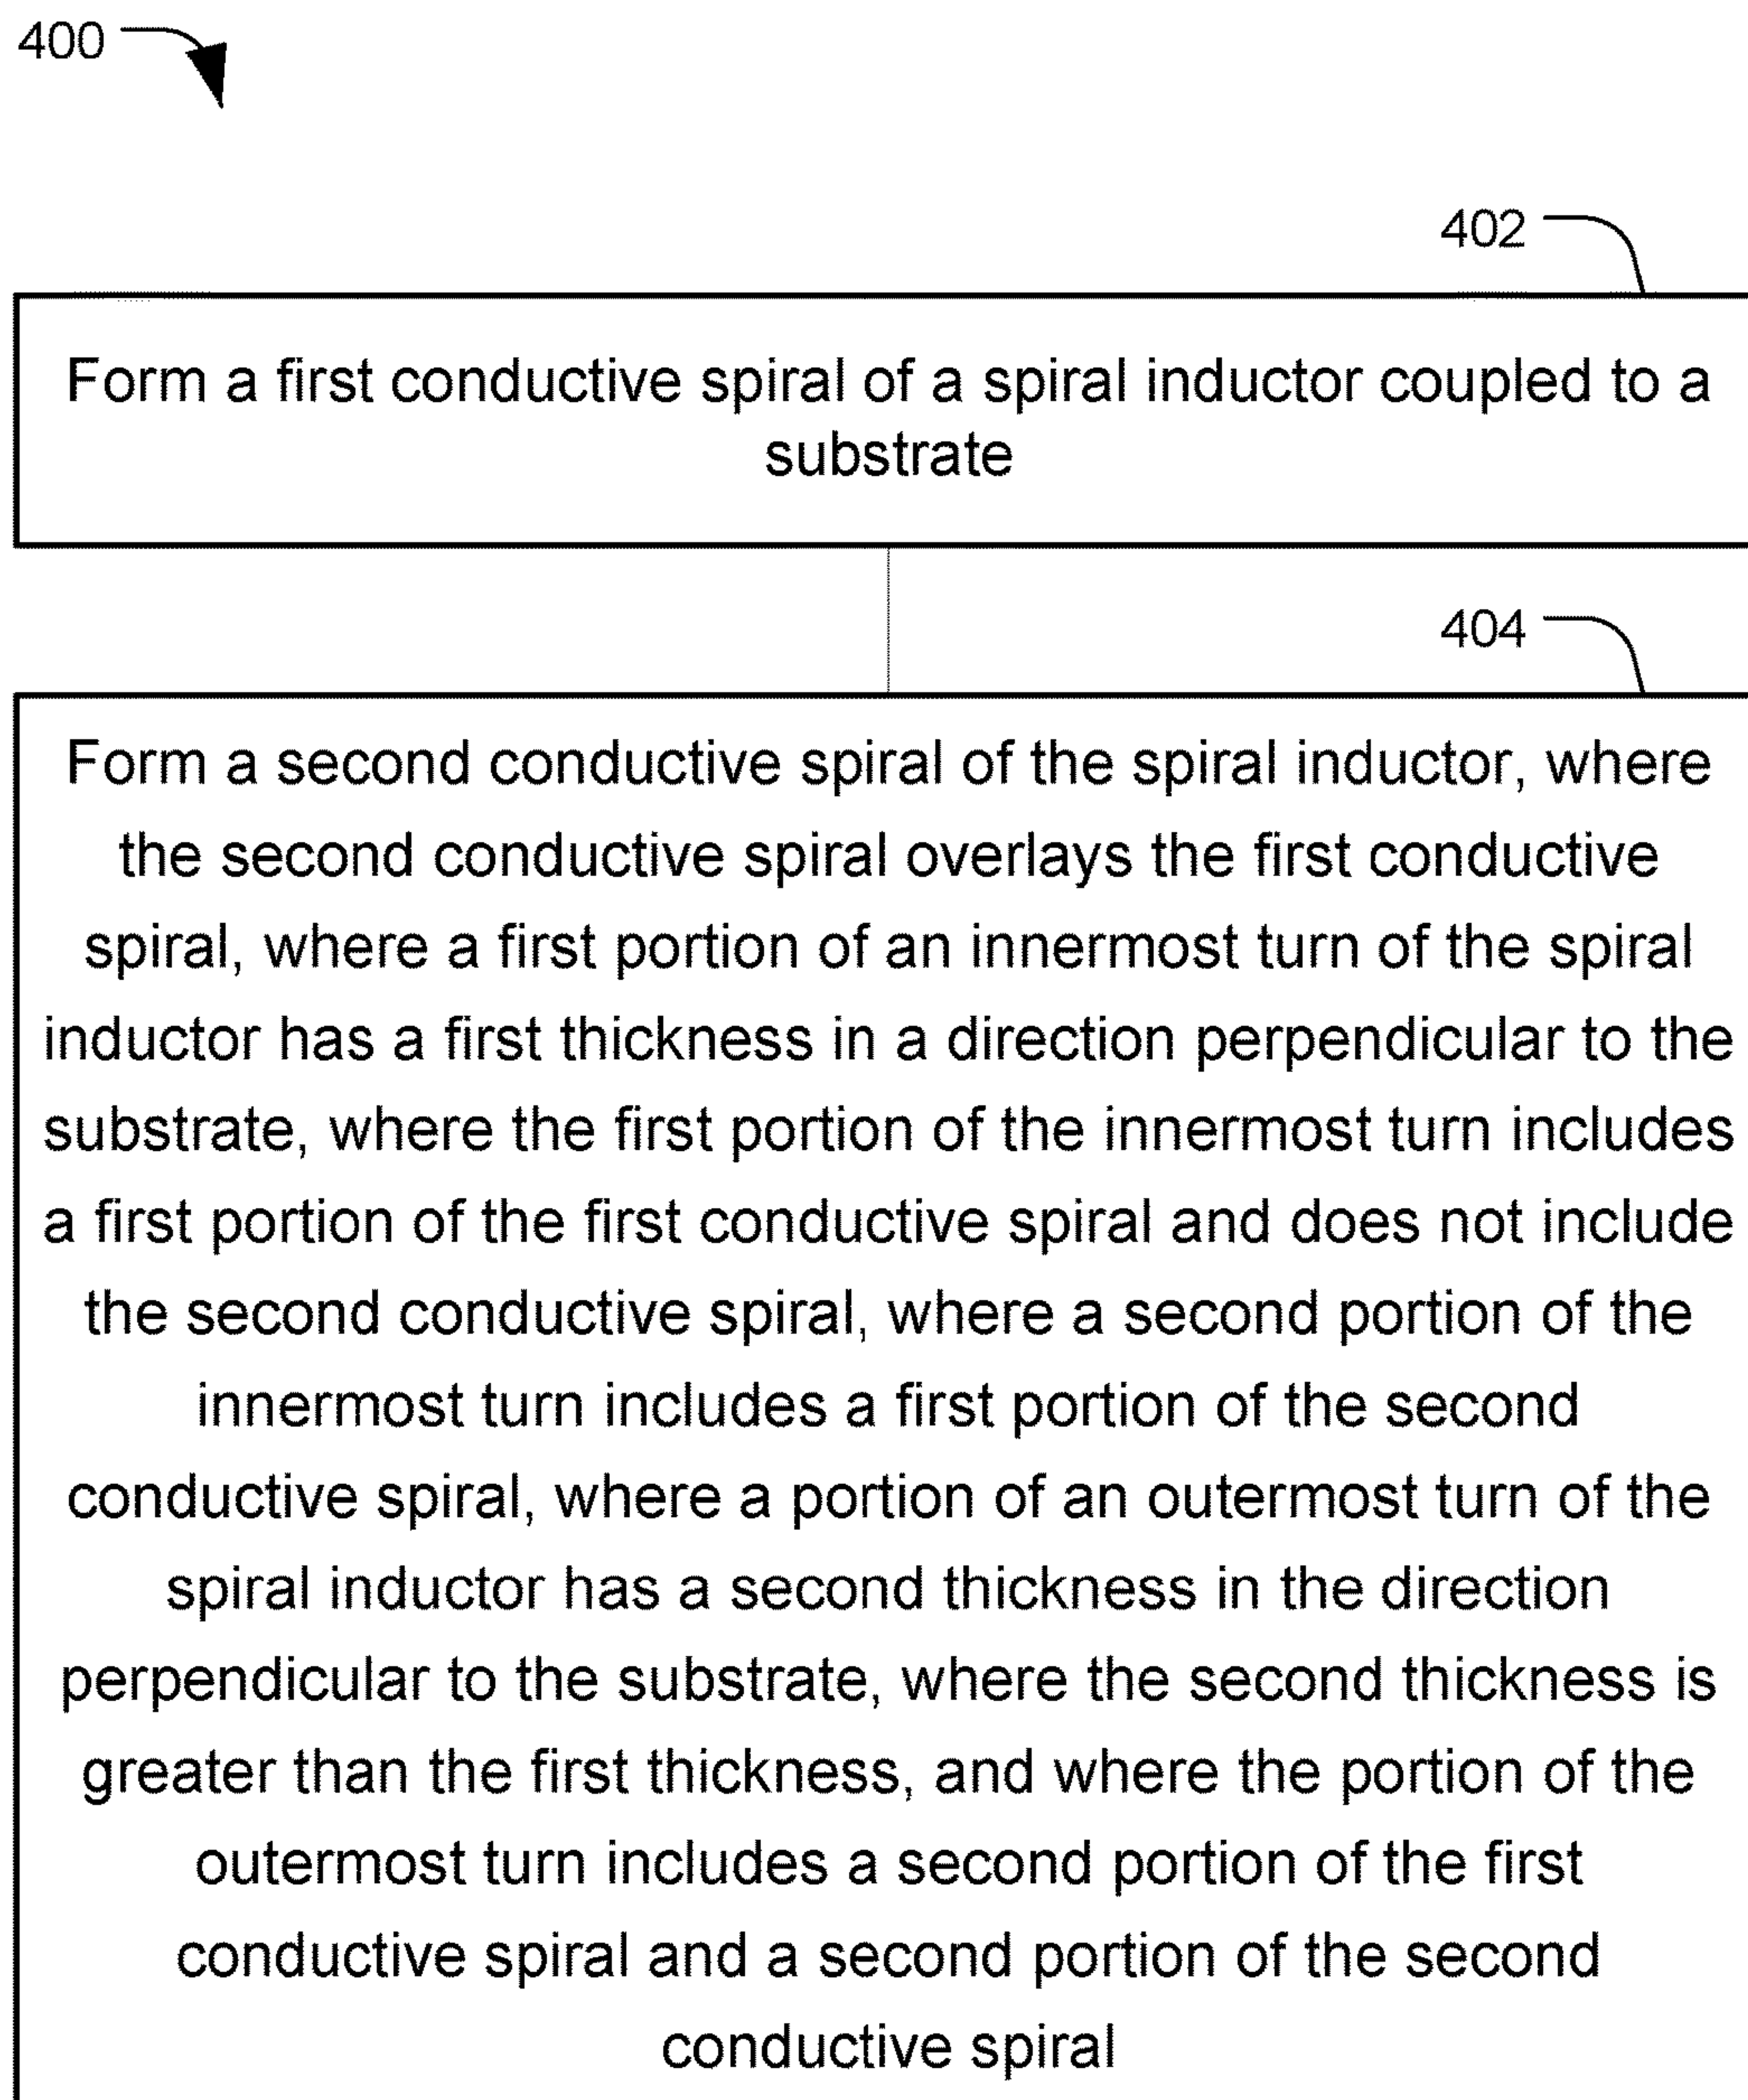 400
402
Form a first conductive spiral of a spiral inductor coupled to a
substrate
404
Form a second conductive spiral of the spiral inductor, where
the second conductive spiral overlays the first conductive
spiral, where a first portion of an innermost turn of the spiral
inductor has a first thickness in a direction perpendicular to the
substrate, where the first portion of the innermost turn includes
a first portion of the first conductive spiral and does not include
the second conductive spiral, where a second portion of the
innermost turn includes a first portion of the second
conductive spiral, where a portion of an outermost turn of the
spiral inductor has a second thickness in the direction
perpendicular to the substrate, where the second thickness is
greater than the first thickness, and where the portion of the
outermost turn includes a second portion of the first
conductive spiral and a second portion of the second
conductive spiral